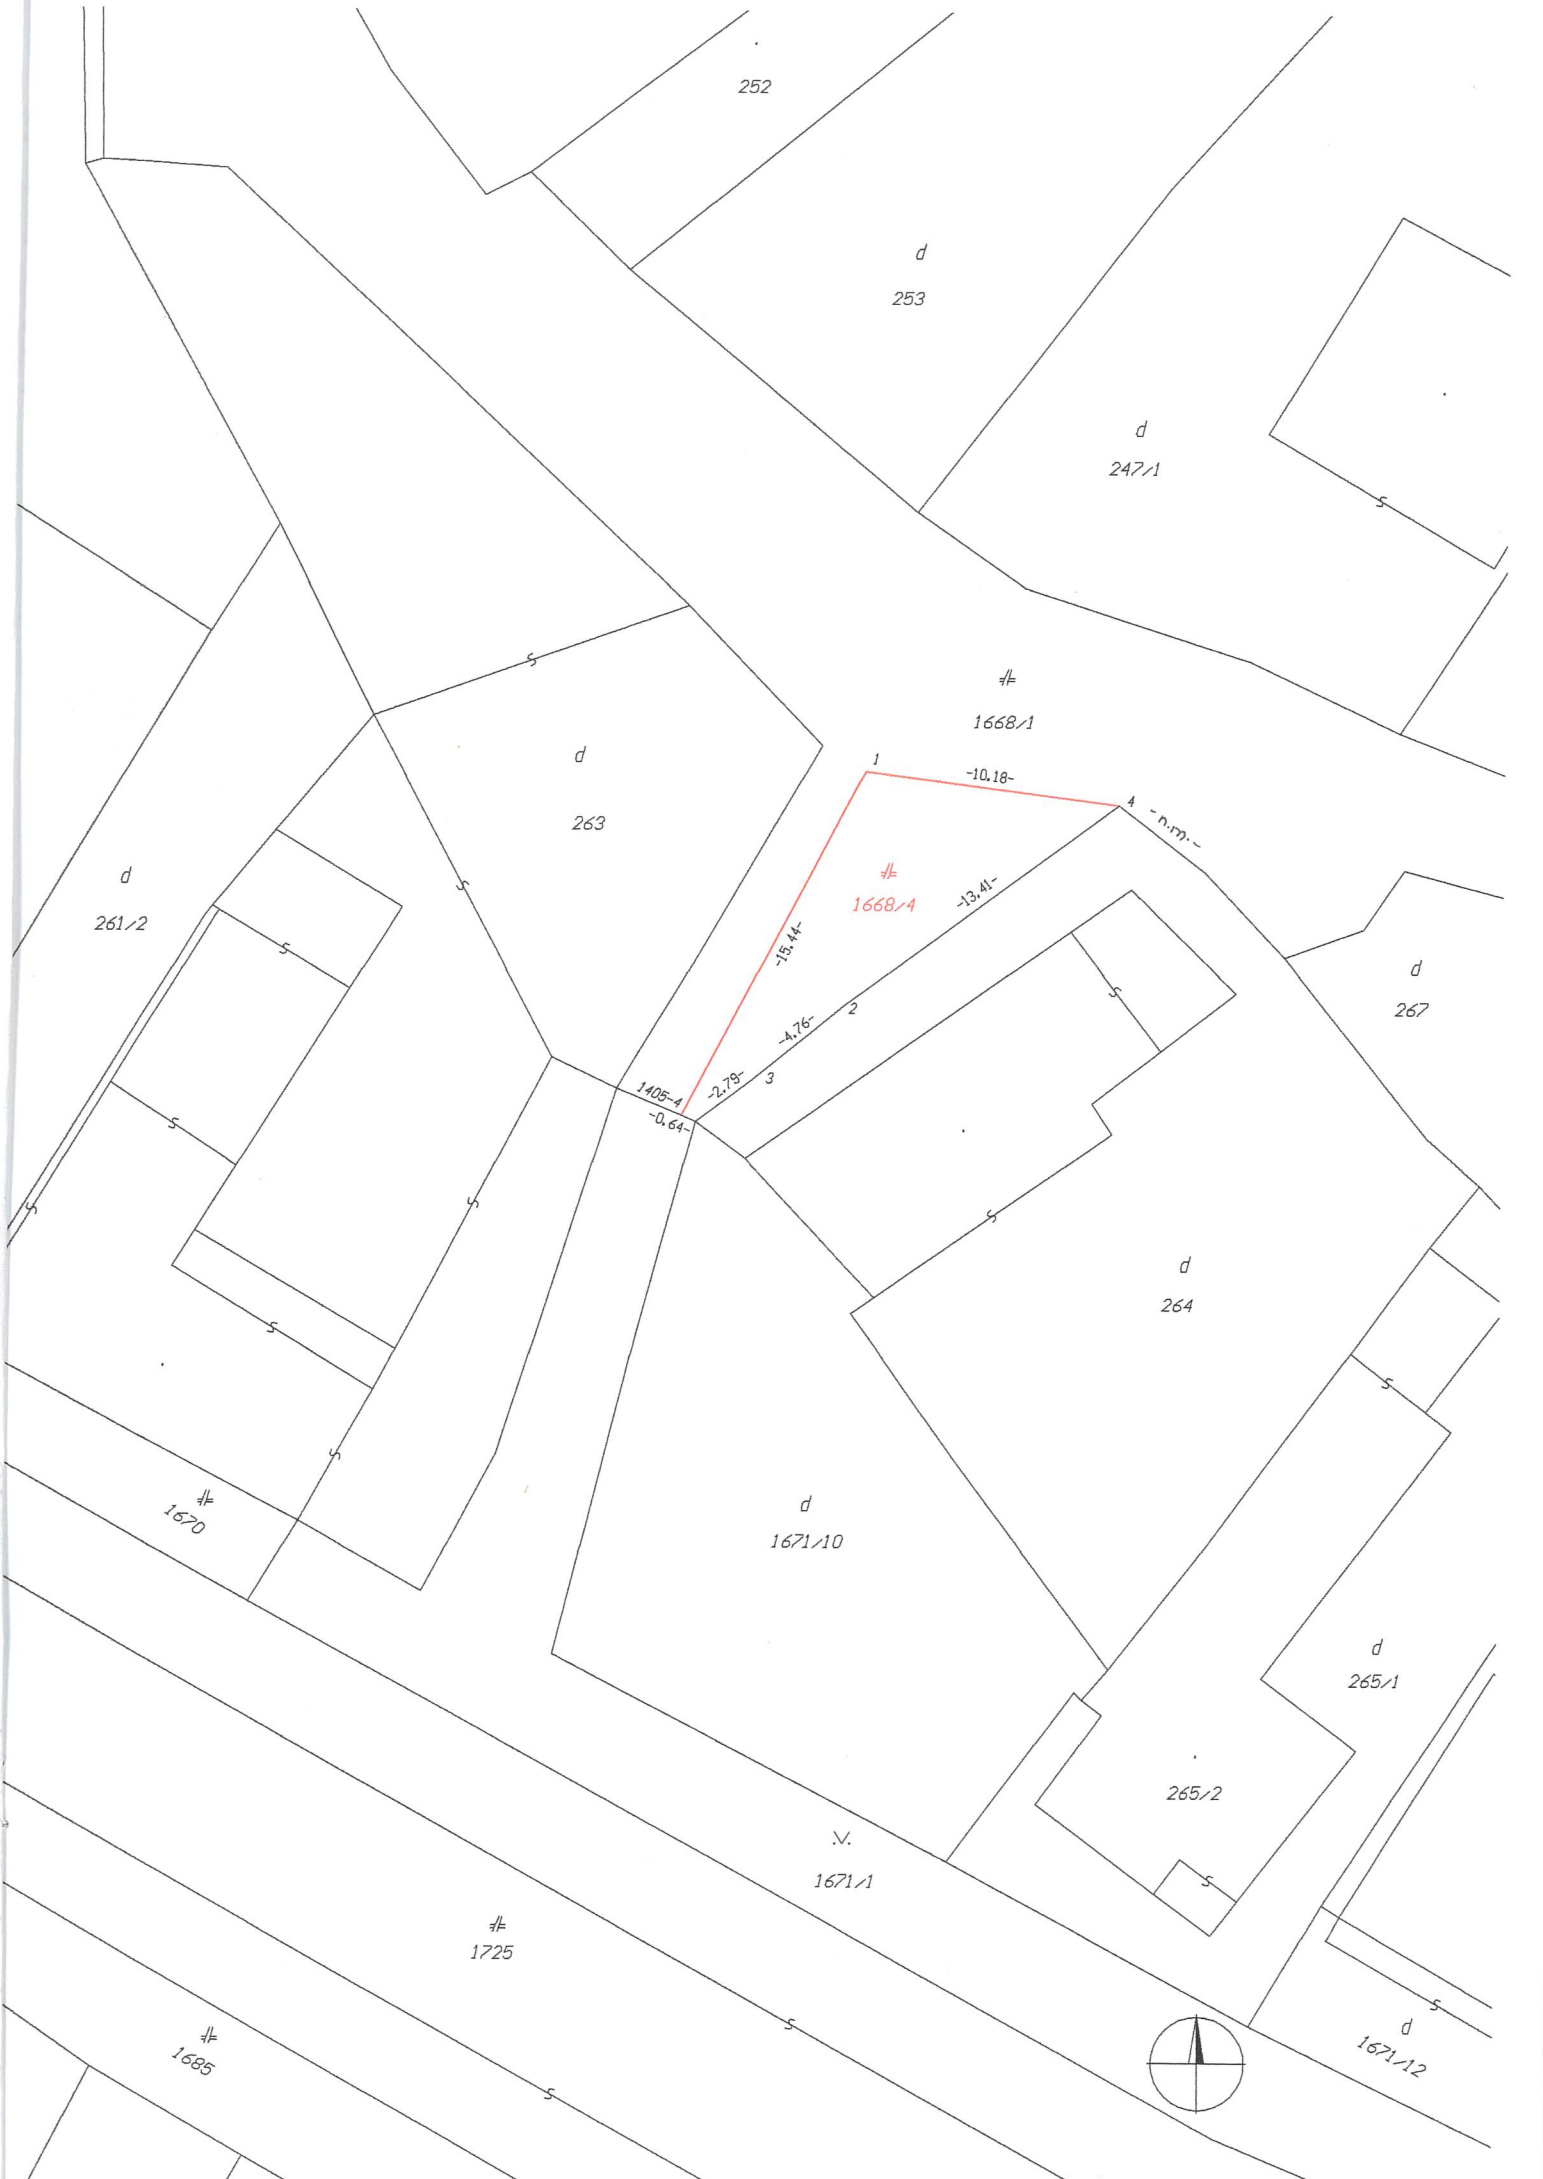 252
d
253
d
247/1
s
s
1668/1
d
263
1
-10.18-
4
-n.m.-
1668/4
-13.41-
-15.44-
d
261/2
s
s
s
d
267
2
-4.76-
3
-2.79-
1405-4
-0.64-
s
s
s
s
d
264
s
s
s
1670
d
1671/10
d
265/1
265/2
s
.V.
1671/1
1725
s
s
d
1671/12
1685
s